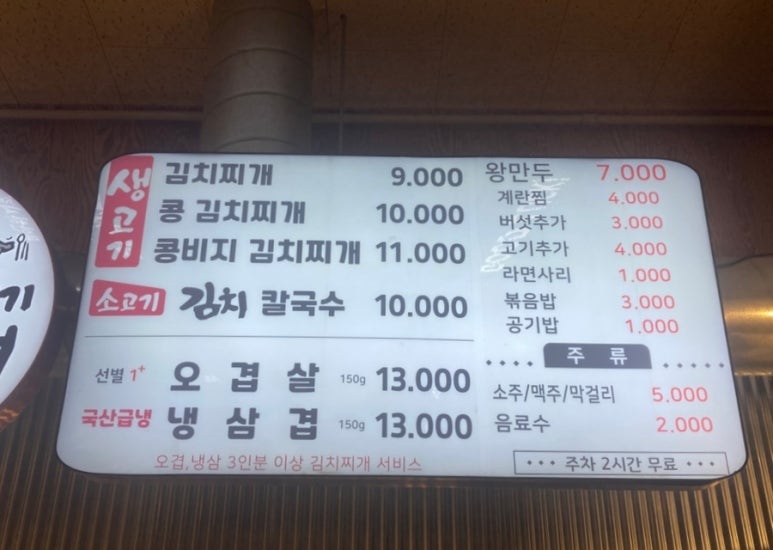 생고기
김치찌개 9.000
콩 김치찌개 10.000
콩비지 김치찌개 11.000
소고기 김치 칼국수 10.000
선별 1+ 오겹살 150g 13.000
국산급냉 냉삼겹 150g 13.000
오겹,냉삼 3인분 이상 김치찌개 서비스
왕만두 7.000
계란찜 4.000
버섯추가 3.000
고기추가 4.000
라면사리 1.000
볶음밥 3.000
공기밥 1.000
주류
소주/맥주/막걸리 5.000
음료수 2.000
••• 주차 2시간 무료 •••
기